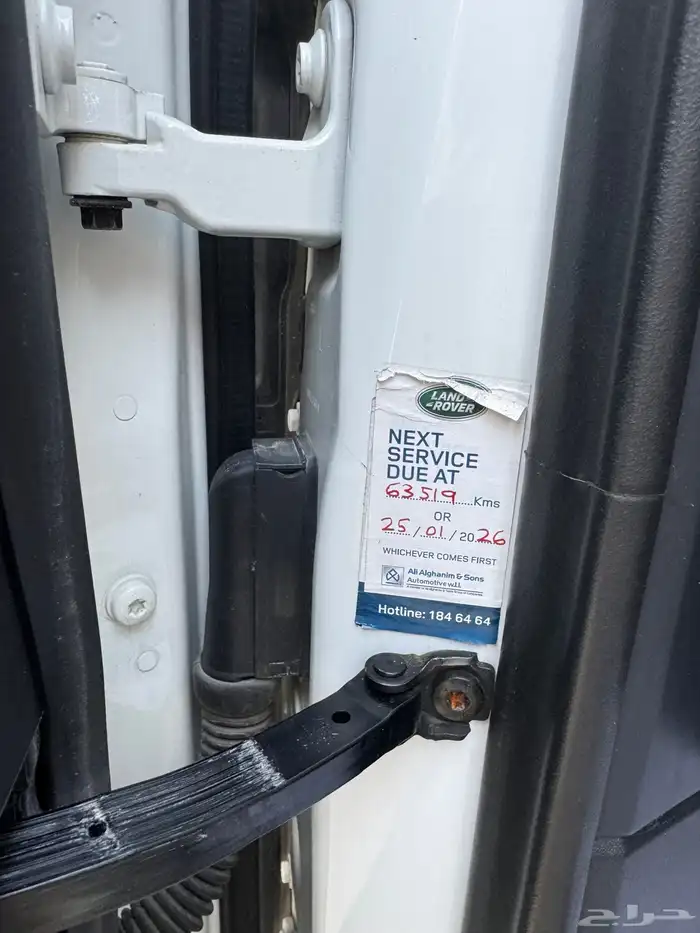 LAND
ROVER
NEXT
SERVICE
DUE AT
63519 Kms
OR
25/01/2026
WHICHEVER COMES FIRST
Ali Alghanim & Sons
Automotive w.l.l.
Hotline: 184 64 64
حراج